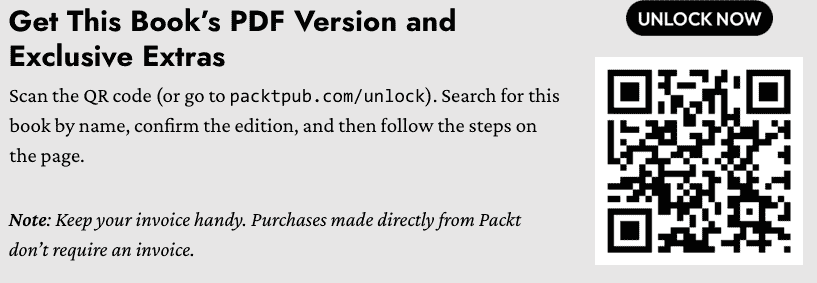 Get This Book’s PDF Version and
Exclusive Extras
UNLOCK NOW
Scan the QR code (or go to packtpub.com/unlock). Search for this
book by name, confirm the edition, and then follow the steps on
the page.
Note: Keep your invoice handy. Purchases made directly from Packt
don’t require an invoice.